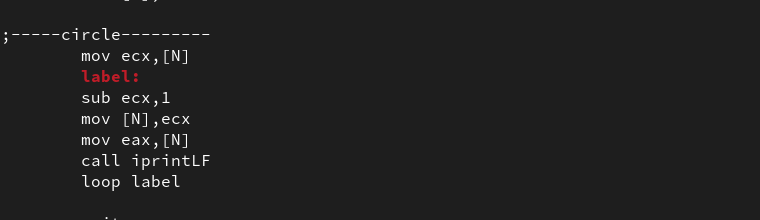 ;-----circle---------
mov ecx,[N]
label:
sub ecx,1
mov [N],ecx
mov eax,[N]
call iprintLF
loop label